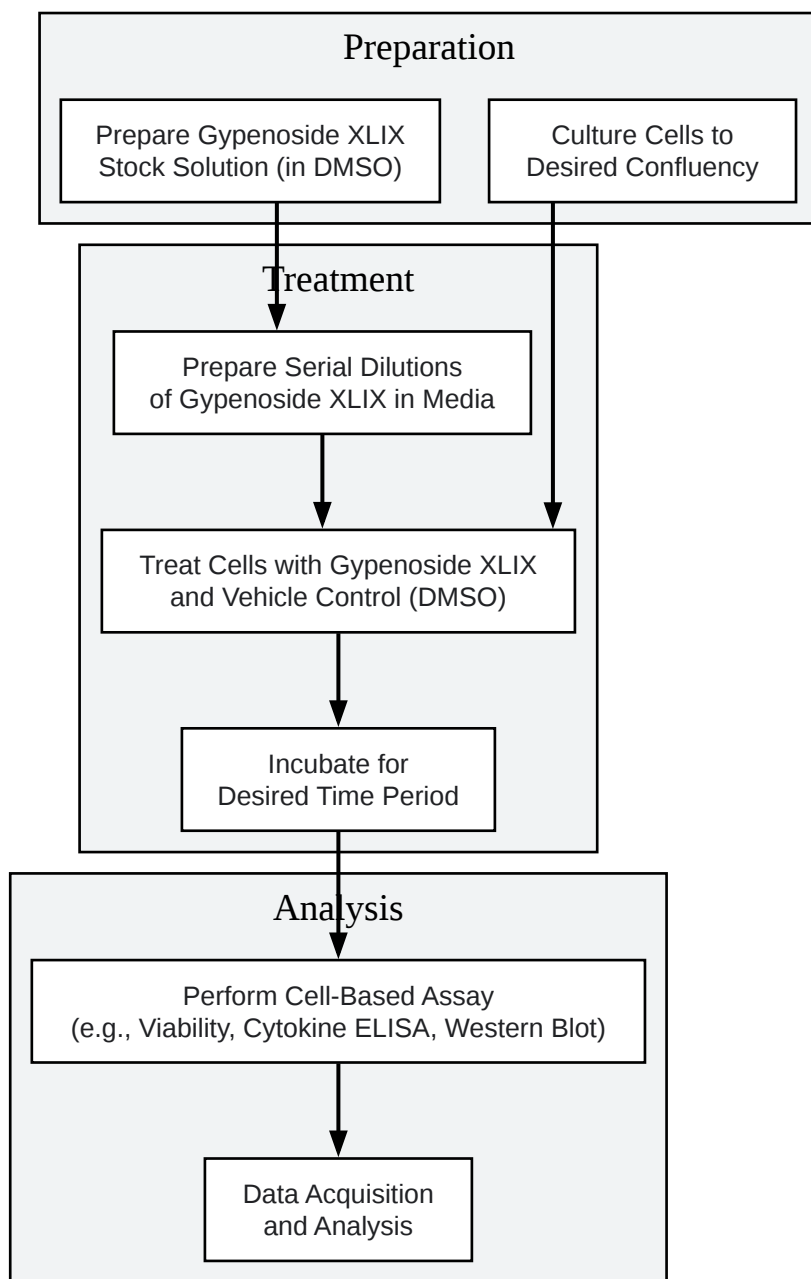 Preparation
Prepare Gypenoside XLIX
Stock Solution (in DMSO)
Culture Cells to
Desired Confluency
Treatment
Prepare Serial Dilutions
of Gypenoside XLIX in Media
Treat Cells with Gypenoside XLIX
and Vehicle Control (DMSO)
Incubate for
Desired Time Period
Analysis
Perform Cell-Based Assay
(e.g., Viability, Cytokine ELISA, Western Blot)
Data Acquisition
and Analysis